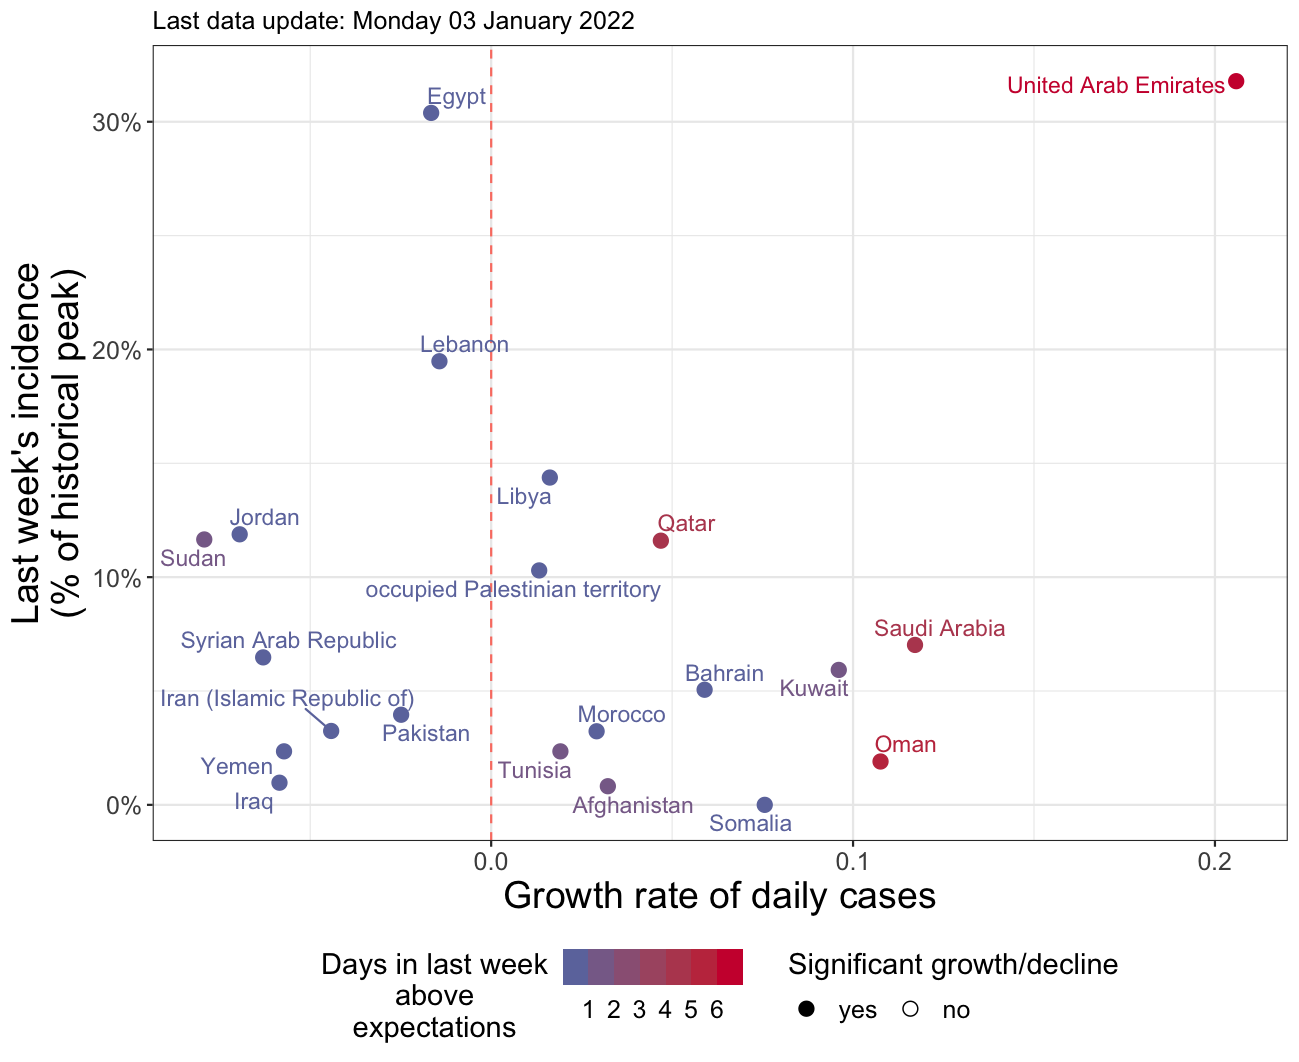 Last data update: Monday 03 January 2022
United Arab Emirates
Egypt
30%
Lebanon
20%
Last week's incidence
(% of historical peak)
Libya
Jordan
Qatar
Sudan
10%
occupied Palestinian territory
Saudi Arabia
Syrian Arab Republic
Bahrain
Kuwait
Iran (Islamic Republic of)
Morocco
Pakistan
Oman
Yemen
Tunisia
Iraq
Afghanistan
0%
Somalia
0.0 0.1 0.2
Growth rate of daily cases
Days in last week
above
expectations
1 2 3 4 5 6
Significant growth/decline
yes no